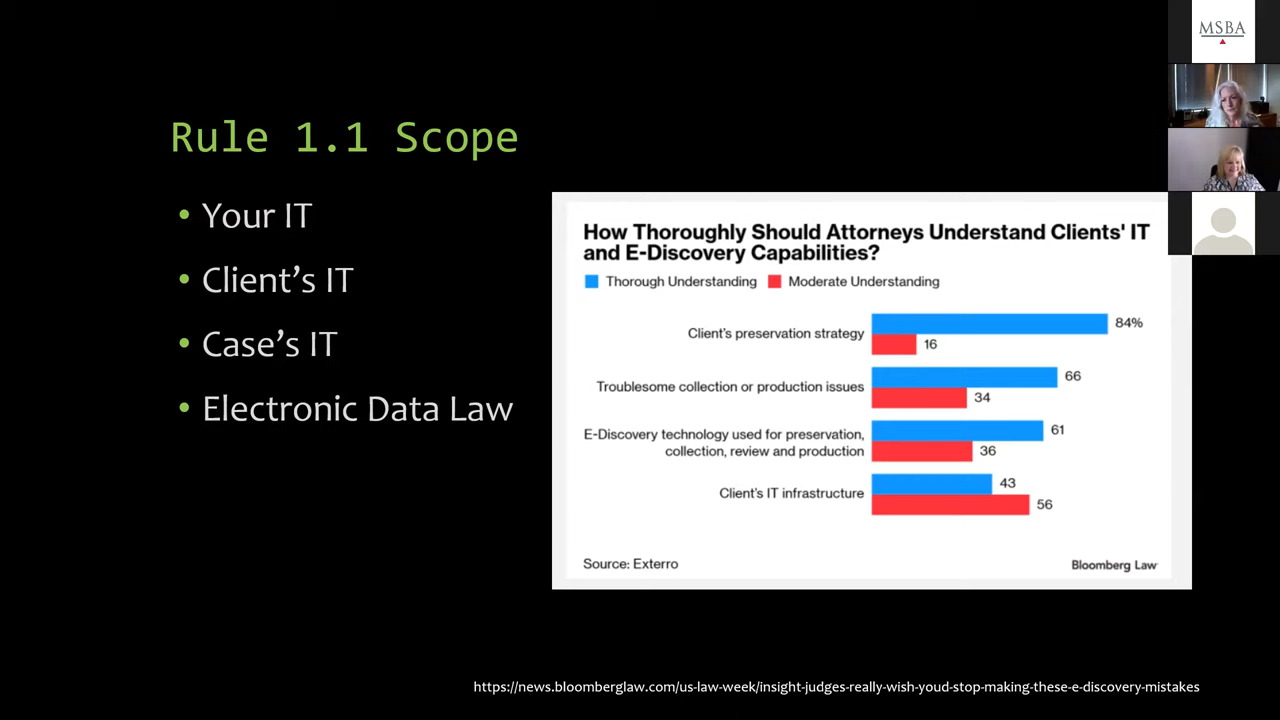 MSBA
Rule 1.1 Scope
• Your IT
• Client’s IT
• Case’s IT
• Electronic Data Law
How Thoroughly Should Attorneys Understand Clients' IT
and E-Discovery Capabilities?
Thorough Understanding Moderate Understanding
Client’s preservation strategy
84%
16
Troublesome collection or production issues
66
34
E-Discovery technology used for preservation,
collection, review and production
61
36
Client’s IT infrastructure
43
56
Source: Exterro
Bloomberg Law
https://news.bloomberglaw.com/us-law-week/insight-judges-really-wish-youd-stop-making-these-e-discovery-mistakes